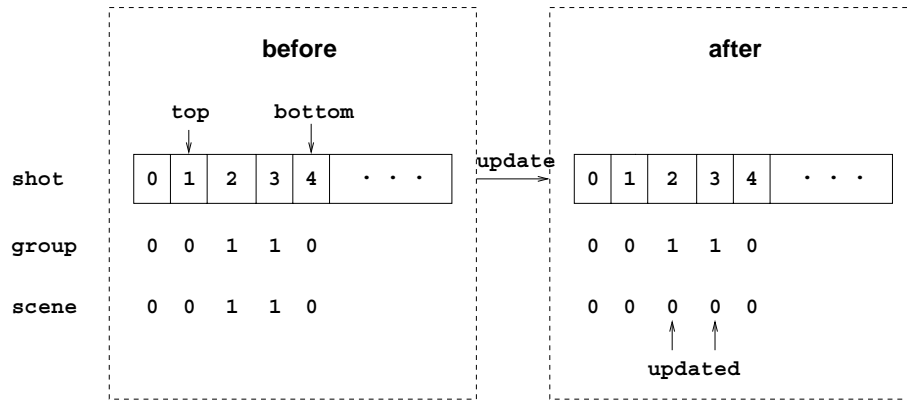 before after
top bottom
update
shot 0 1 2 3 4 · · · 0 1 2 3 4 · · ·
group 0 0 1 1 0 0 0 1 1 0
scene 0 0 1 1 0 0 0 0 0 0
updated